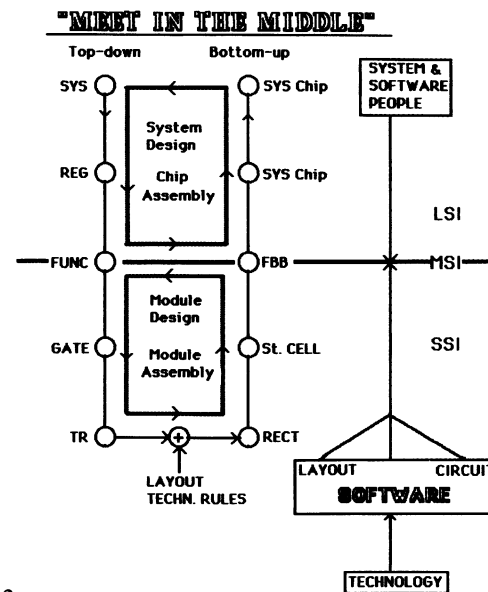 "MEET IN THE MIDDLE"
Top-down
Bottom-up
SYS
SYS Chip
SYSTEM &
SOFTWARE
PEOPLE
System
Design
Chip
Assembly
REG
SYS Chip
LSI
FUNC
FBB
MSI
Module
Design
Module
Assembly
GATE
St. CELL
SSI
TR
+
RECT
LAYOUT
TECHN. RULES
LAYOUT
CIRCUIT
SOFTWARE
TECHNOLOGY